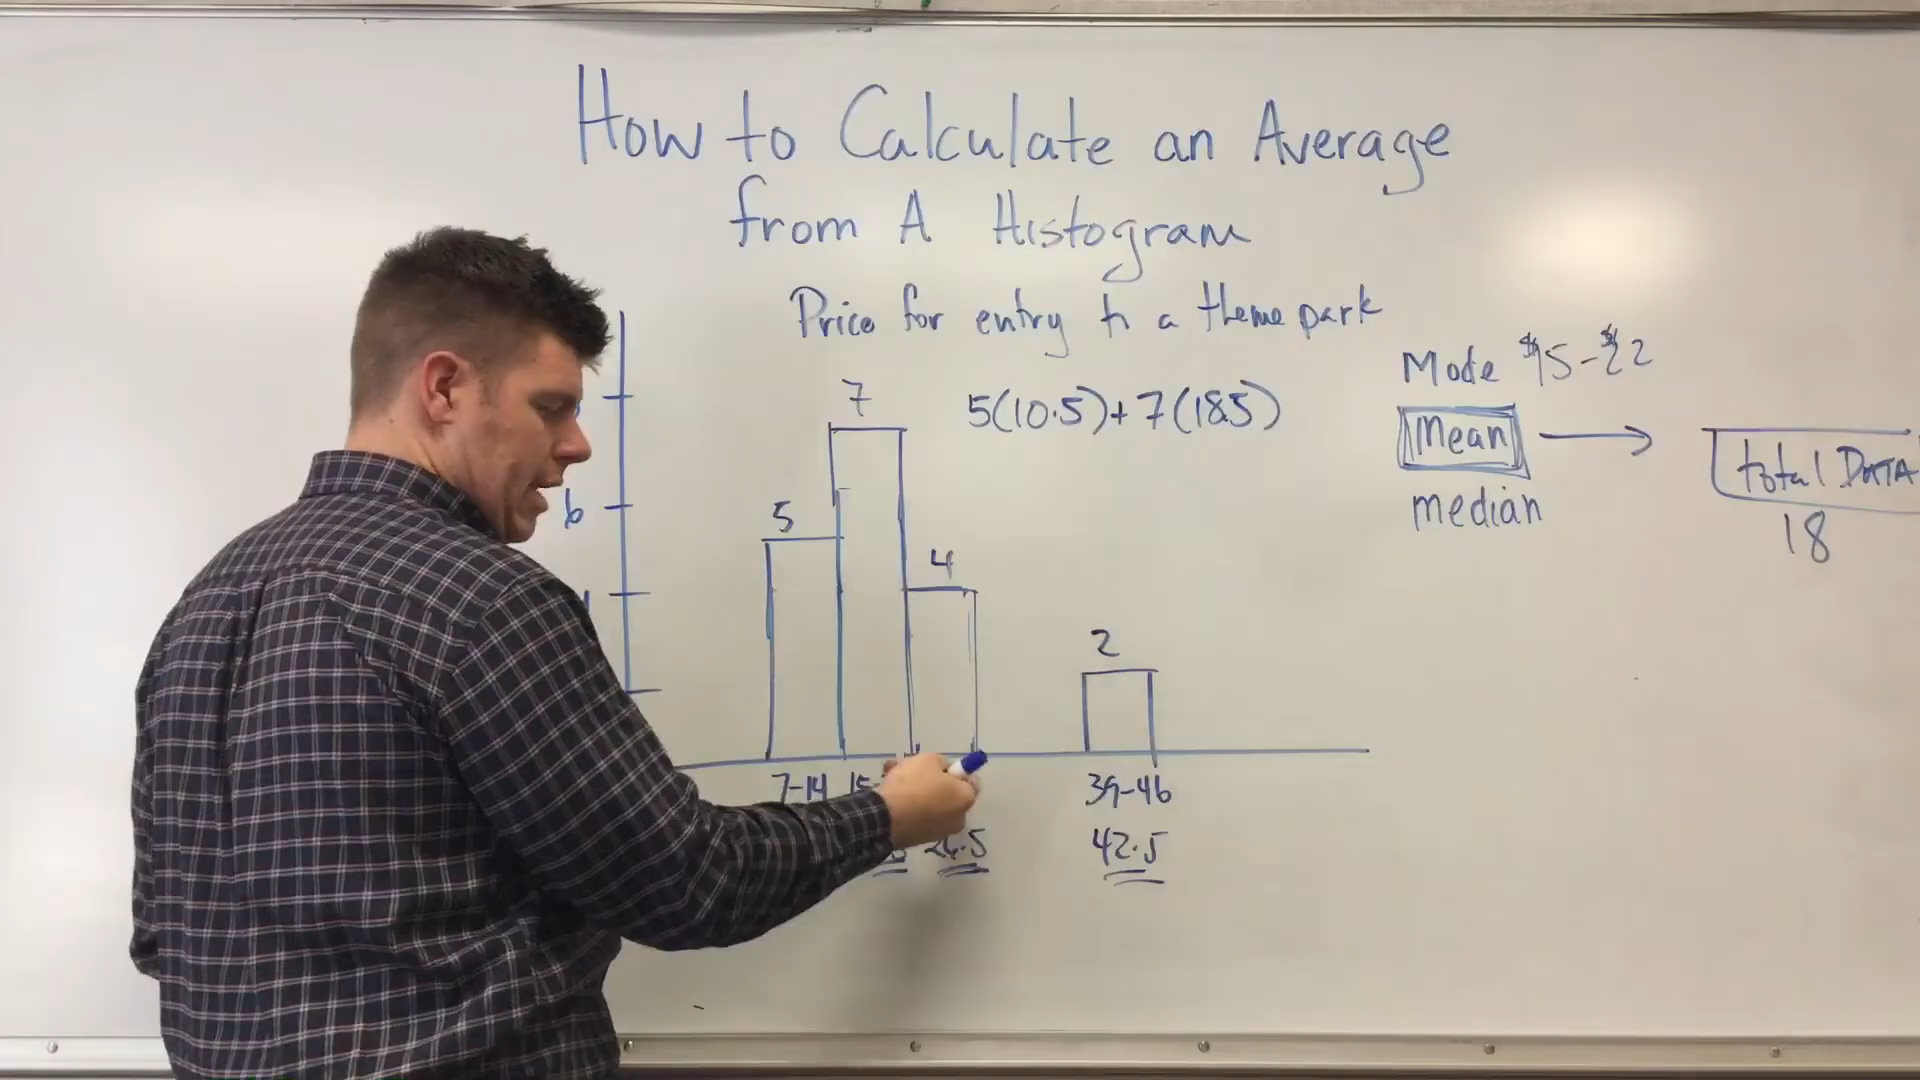 How to Calculate an Average
from A Histogram
Price for entry to a theme park
Mode $15-$22
7
5(10.5)+7(18.5)
Mean
total DATA
median
18
6
5
4
2
7-14
39-46
26.5
42.5